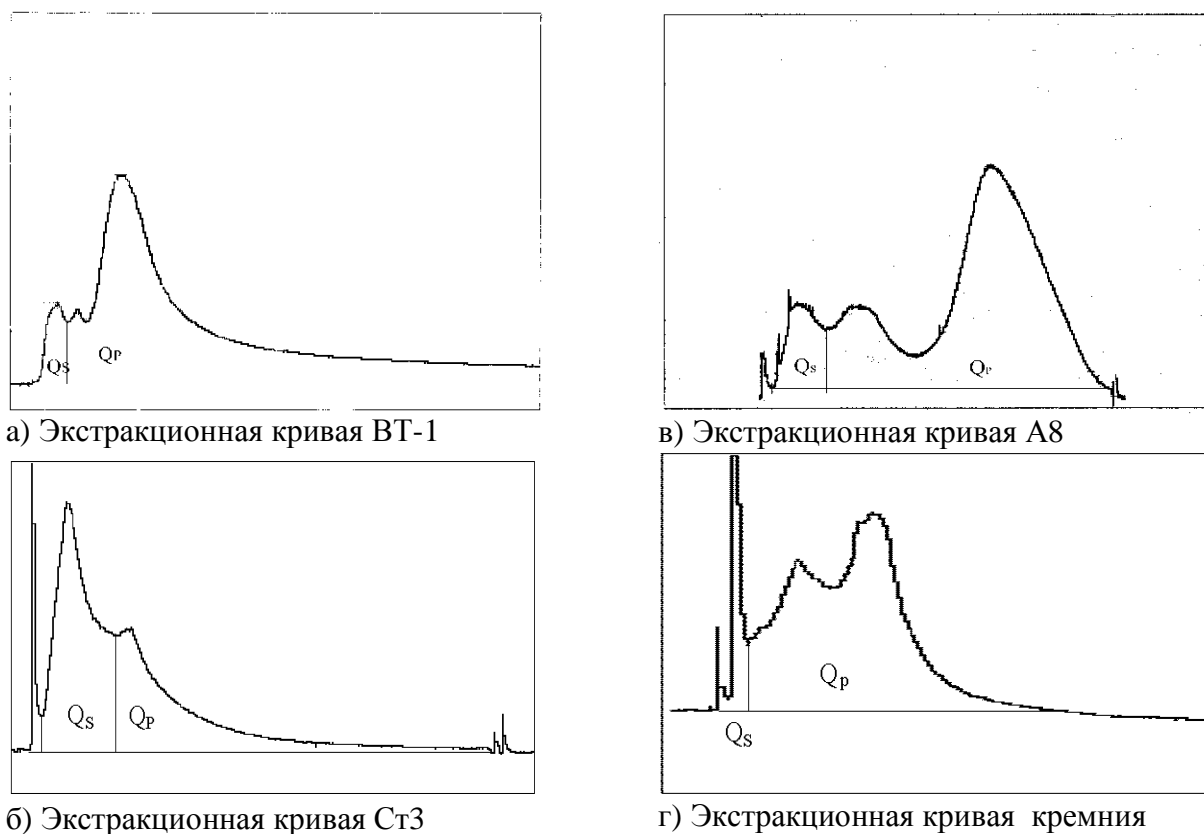 Qs Qp
а) Экстракционная кривая ВТ-1
Qs Qp
в) Экстракционная кривая А8
Qs Qp
б) Экстракционная кривая Ст3
Qp
Qs
г) Экстракционная кривая кремния